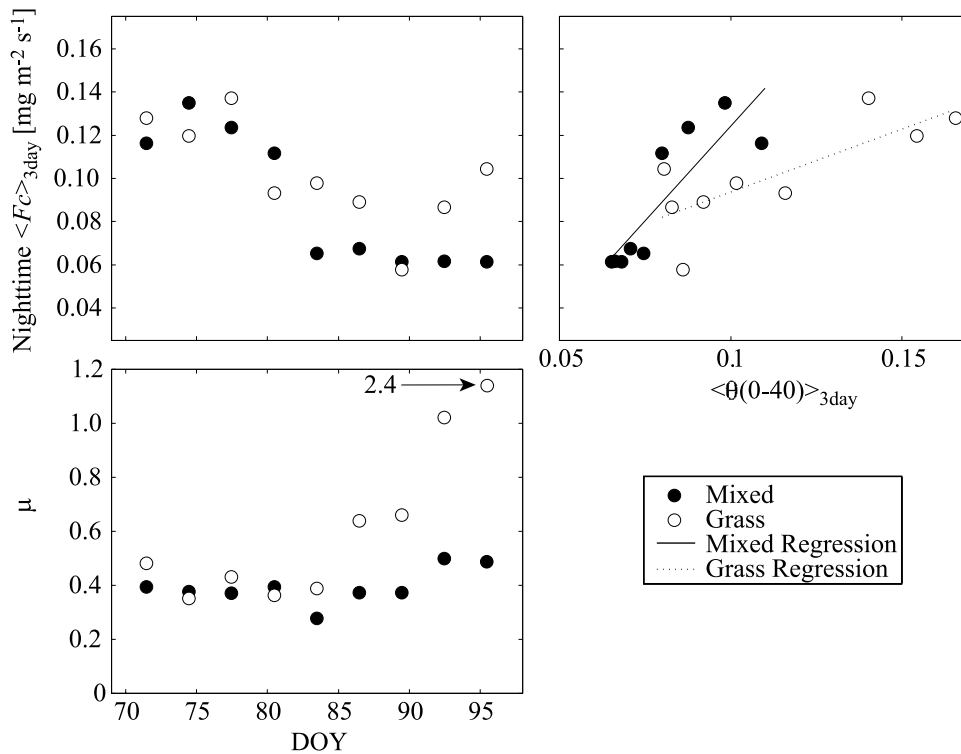 Nighttime <Fc>3day [mg m-2 s-1]
0.16
0.14
0.12
0.10
0.08
0.06
0.04
0.05 0.1 0.15
<θ(0-40)>3day
μ
1.2
1.0
0.8
0.6
0.4
0.2
0
2.4
70 75 80 85 90 95
DOY
Mixed
Grass
Mixed Regression
Grass Regression